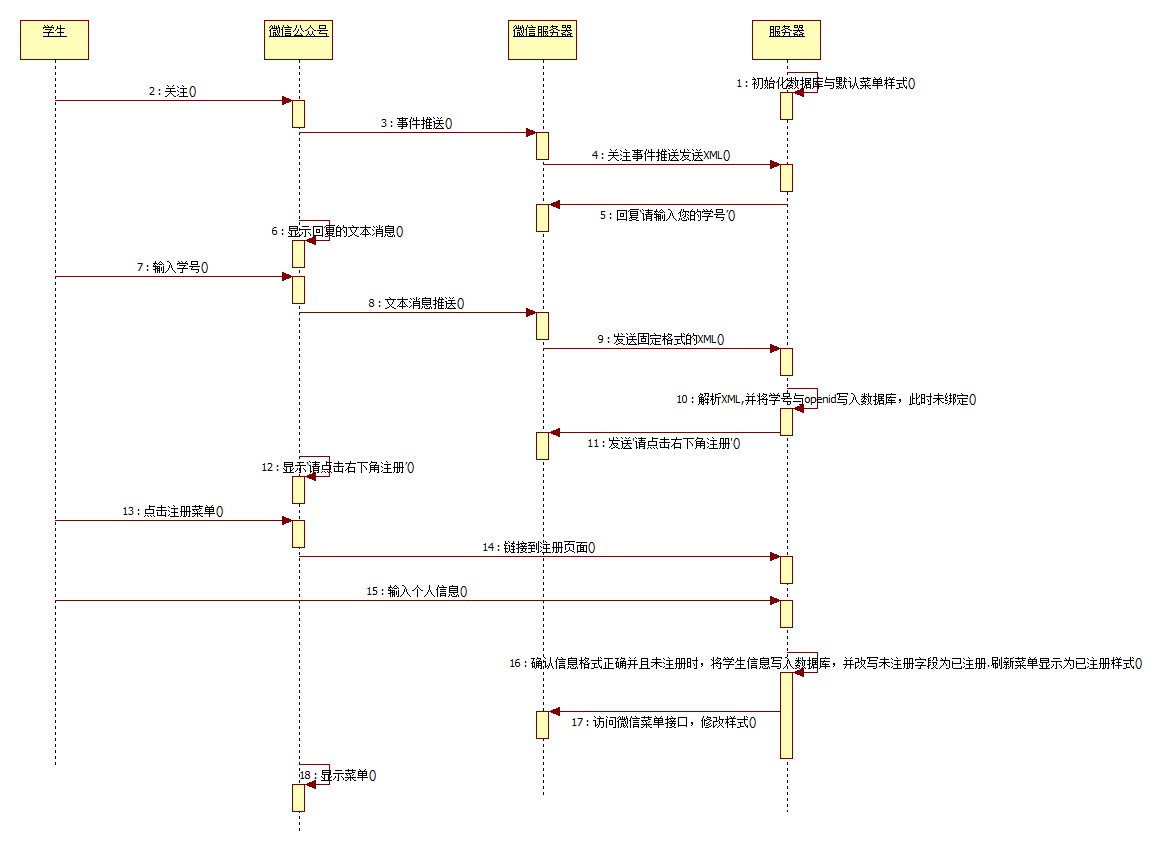 学生
微信公众号
微信服务器
服务器
1 : 初始化数据库与默认菜单样式()
2 : 关注()
3 : 事件推送()
4 : 关注事件推送发送XML()
5 : 回复'请输入您的学号'()
6 : 显示回复的文本消息()
7 : 输入学号()
8 : 文本消息推送()
9 : 发送固定格式的XML()
10 : 解析XML,并将学号与openid写入数据库，此时未绑定()
11 : 发送'请点击右下角注册'()
12 : 显示'请点击右下角注册'()
13 : 点击注册菜单()
14 : 链接到注册页面()
15 : 输入个人信息()
16 : 确认信息格式正确并且未注册时，将学生信息写入数据库，并改写未注册字段为已注册.刷新菜单显示为已注册样式()
17 : 访问微信菜单接口，修改样式()
18 : 显示菜单()